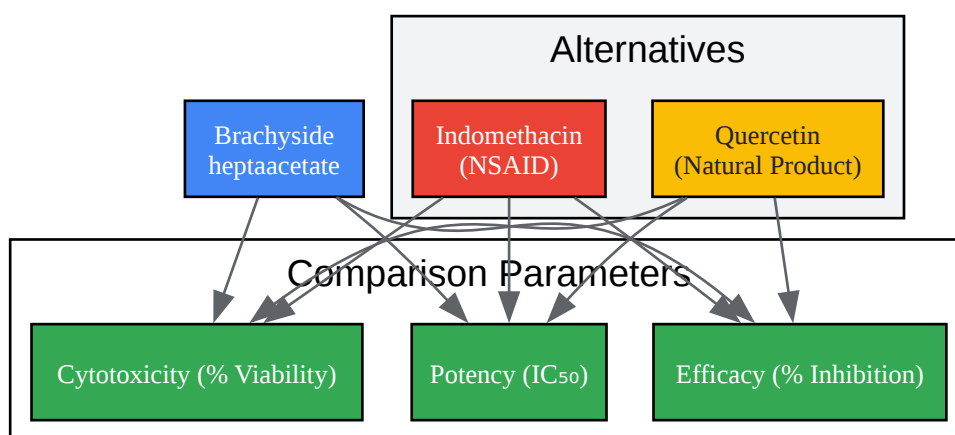 Alternatives
Brachyside
heptaacetate
Indomethacin
(NSAID)
Quercetin
(Natural Product)
Comparison Parameters
Cytotoxicity (% Viability)
Potency (IC₅₀)
Efficacy (% Inhibition)